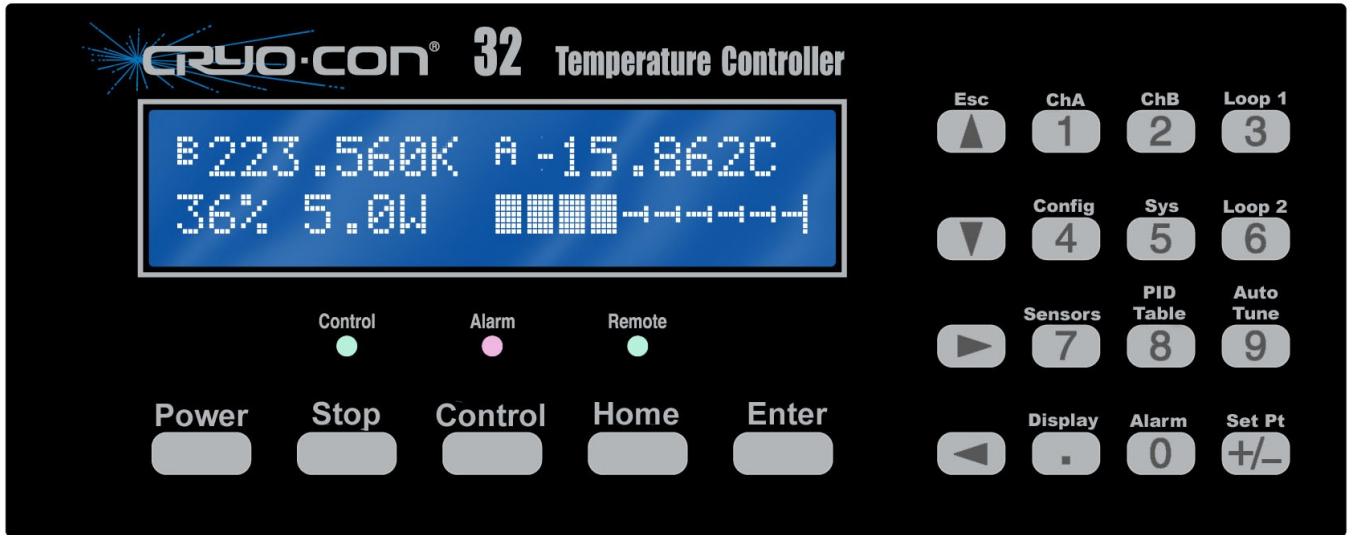 CRYO·CON® 32 Temperature Controller
B223.560K A -15.862C
36% 5.0W
Control Alarm Remote
Power Stop Control Home Enter
Esc ChA ChB Loop 1
1 2 3
Config Sys Loop 2
4 5 6
Sensors PID Table Auto Tune
7 8 9
Display Alarm Set Pt
. 0 +/-